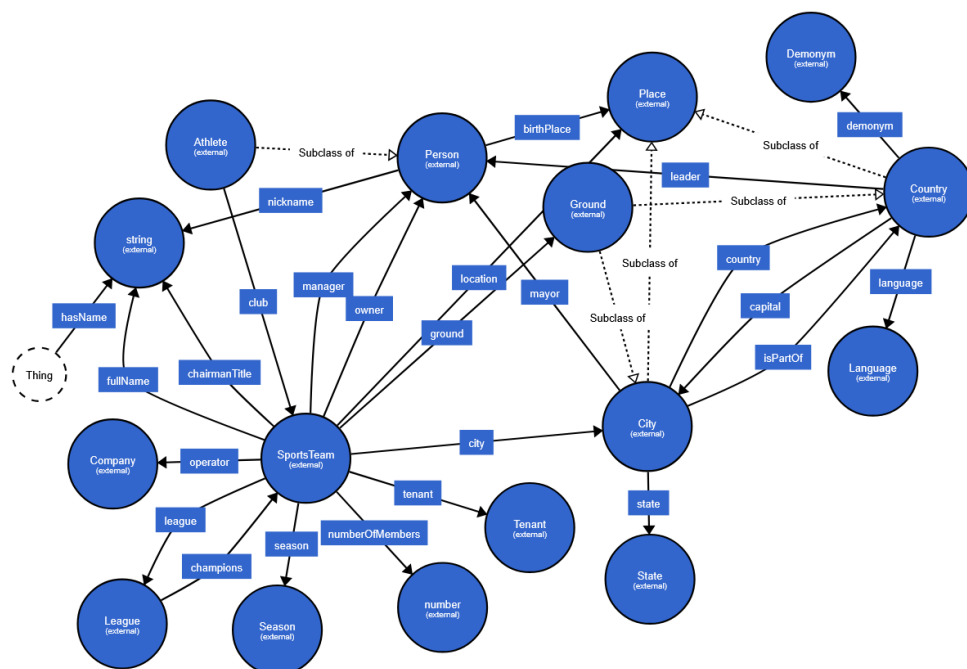 Demonym
(external)
Place
(external)
demonym
birthPlace
Athlete
(external)
Subclass of
Person
(external)
Subclass of
leader
Country
(external)
nickname
Ground
(external)
Subclass of
string
(external)
Subclass of
country
language
manager
location
mayor
hasName
club
owner
capital
Subclass of
ground
isPartOf
Thing
fullName
chairmanTitle
Language
(external)
City
(external)
city
Company
(external)
operator
SportsTeam
(external)
tenant
state
league
numberOfMembers
Tenant
(external)
season
champions
State
(external)
number
(external)
League
(external)
Season
(external)